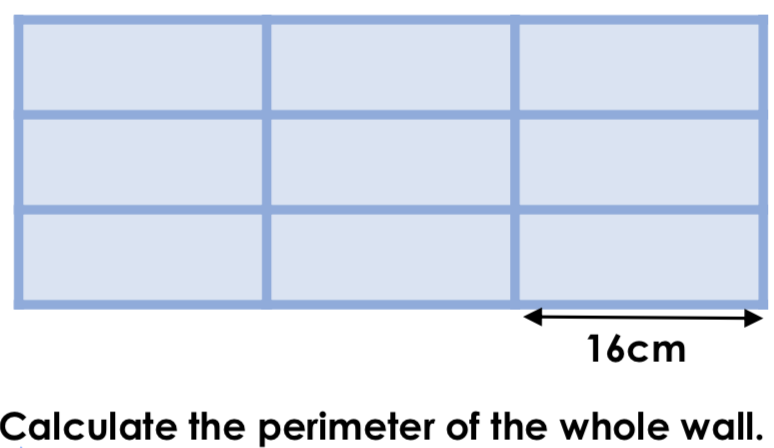 16cm
Calculate the perimeter of the whole wall.